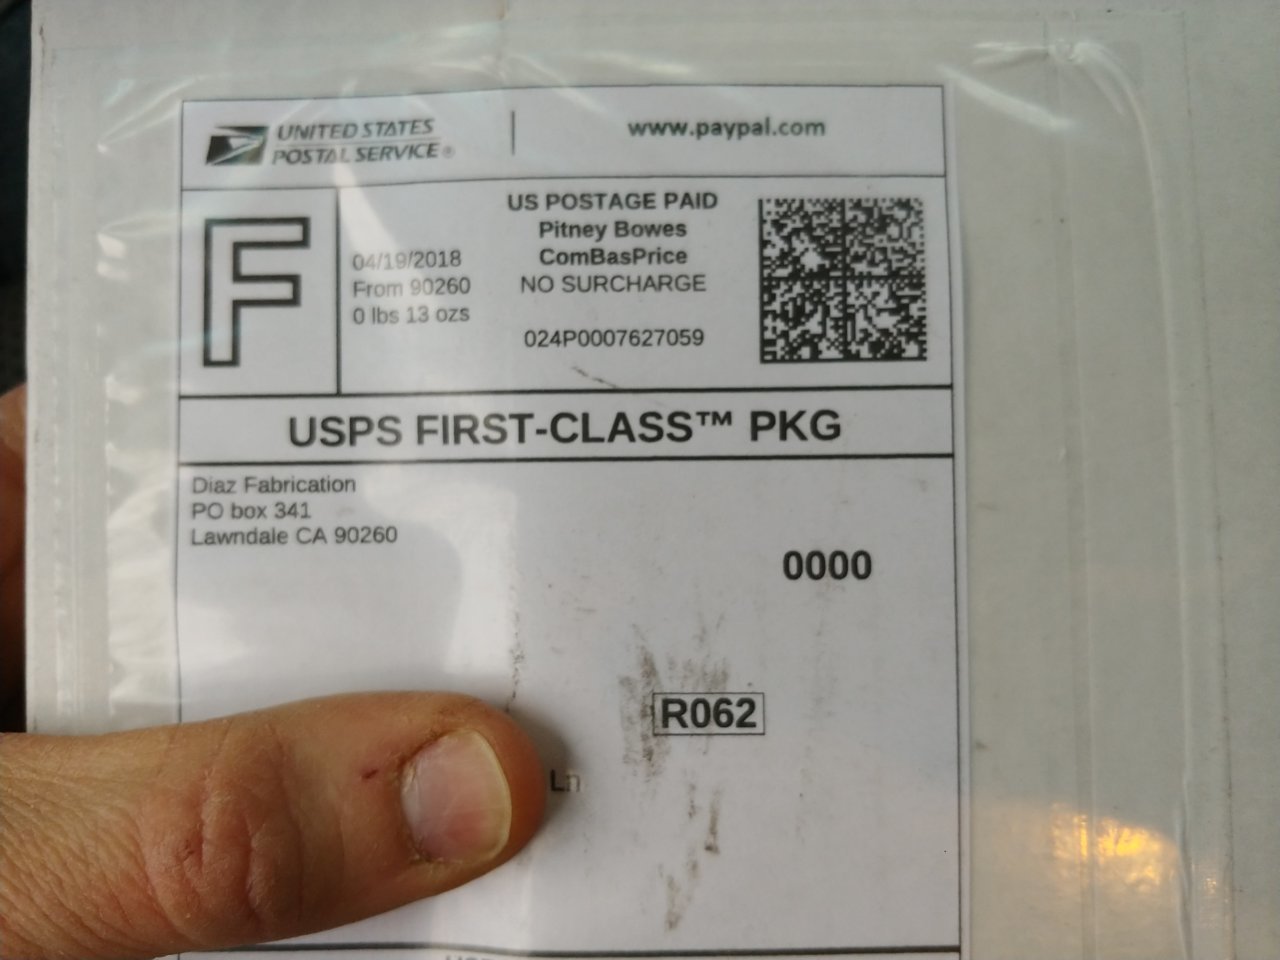 UNITED STATES
POSTAL SERVICE®
www.paypal.com
F
04/19/2018
From 90260
0 lbs 13 ozs
US POSTAGE PAID
Pitney Bowes
ComBasPrice
NO SURCHARGE
024P0007627059
USPS FIRST-CLASS™ PKG
Diaz Fabrication
PO box 341
Lawndale CA 90260
0000
R062
Ln